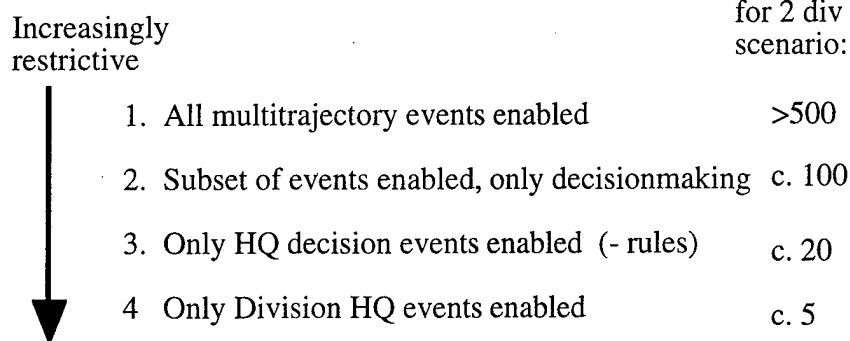 Increasingly
restrictive
for 2 div
scenario:
1. All multitrajectory events enabled >500
2. Subset of events enabled, only decisionmaking c. 100
3. Only HQ decision events enabled (- rules) c. 20
4 Only Division HQ events enabled c. 5